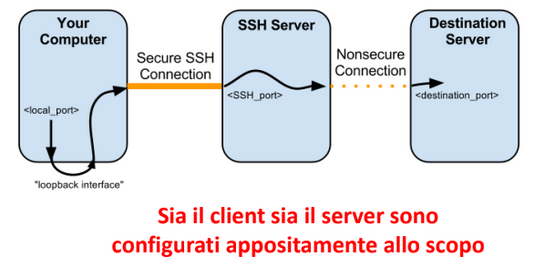 Your
Computer
SSH Server
Destination
Server
Secure SSH
Connection
Nonsecure
Connection
<local_port>
<SSH_port>
<destination_port>
"loopback interface"
Sia il client sia il server sono
configurati appositamente allo scopo